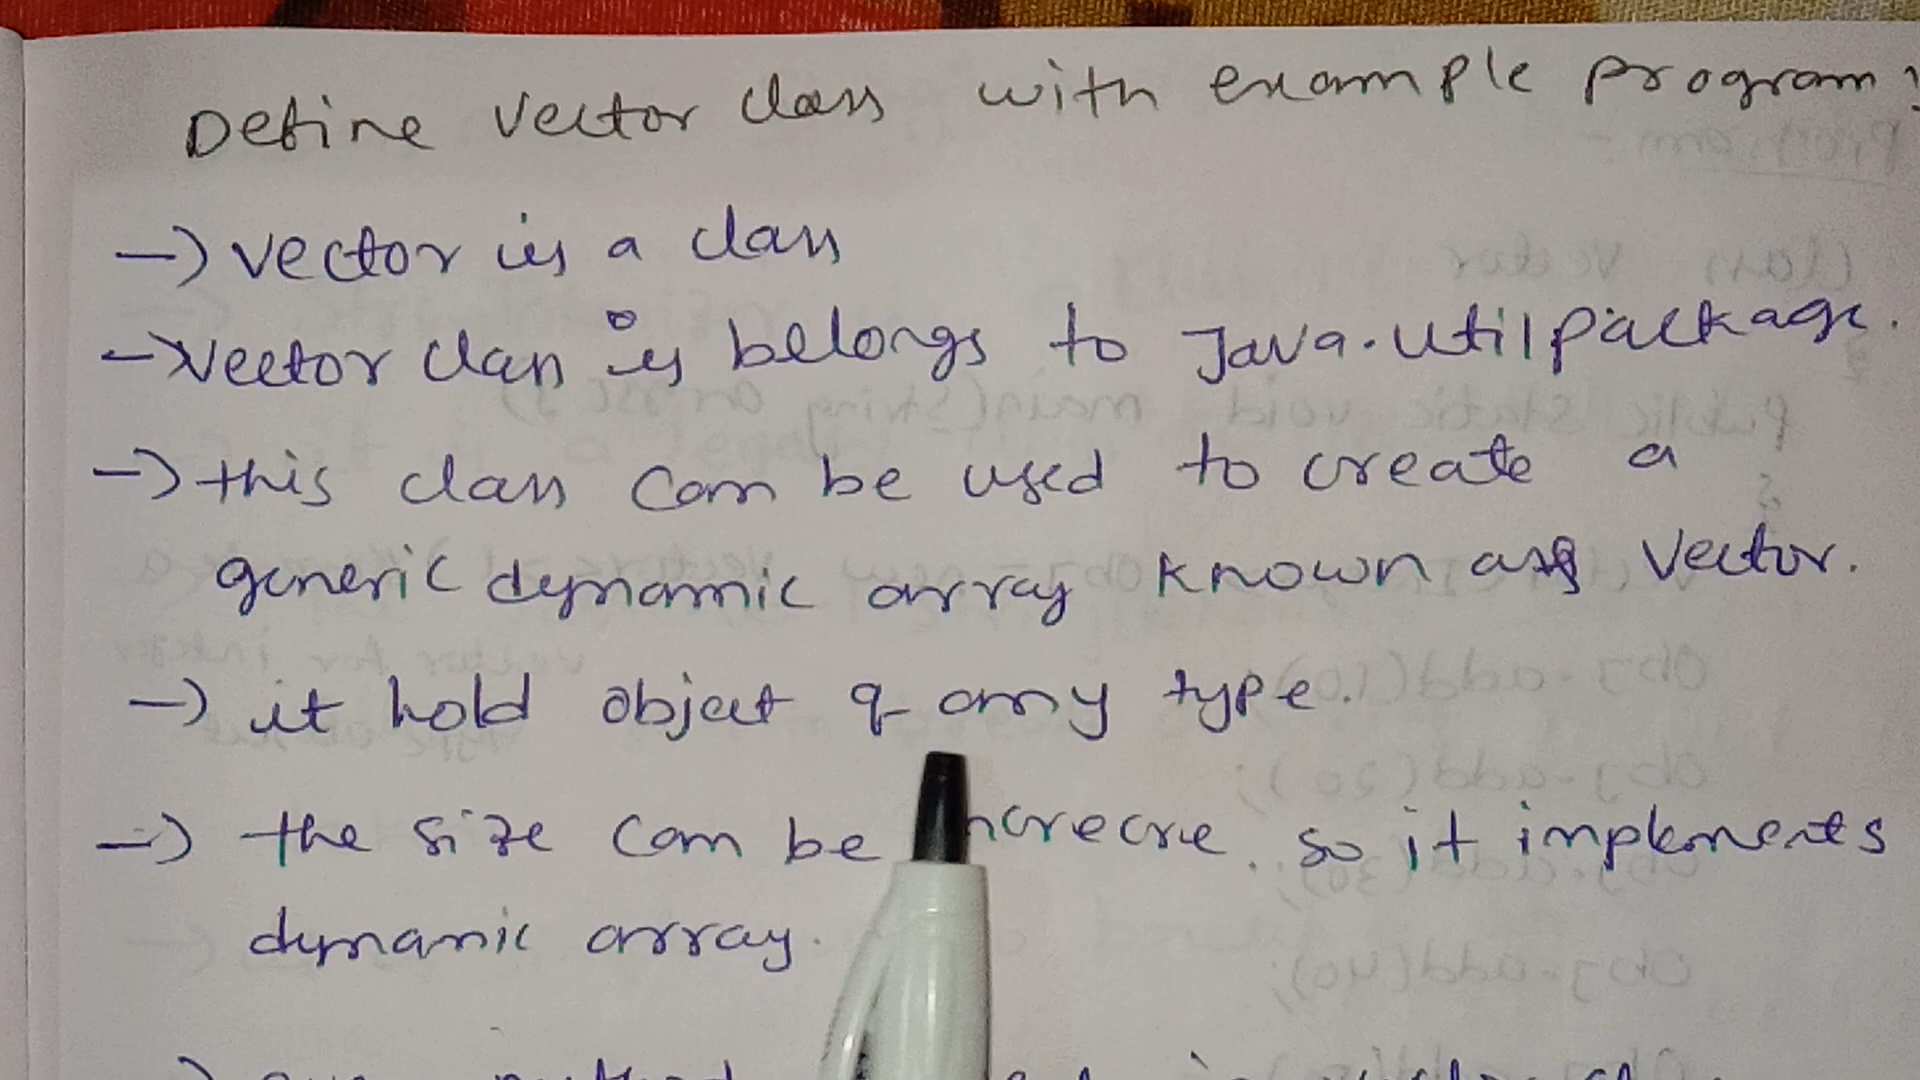 Define Vector class with example program?
→ vector is a class
→ Vector class is belongs to Java.util package.
→ this class can be used to create a
generic dynamic array known as Vector.
→ it hold object of any type.
→ the size can be increase. so it implements
dynamic array.